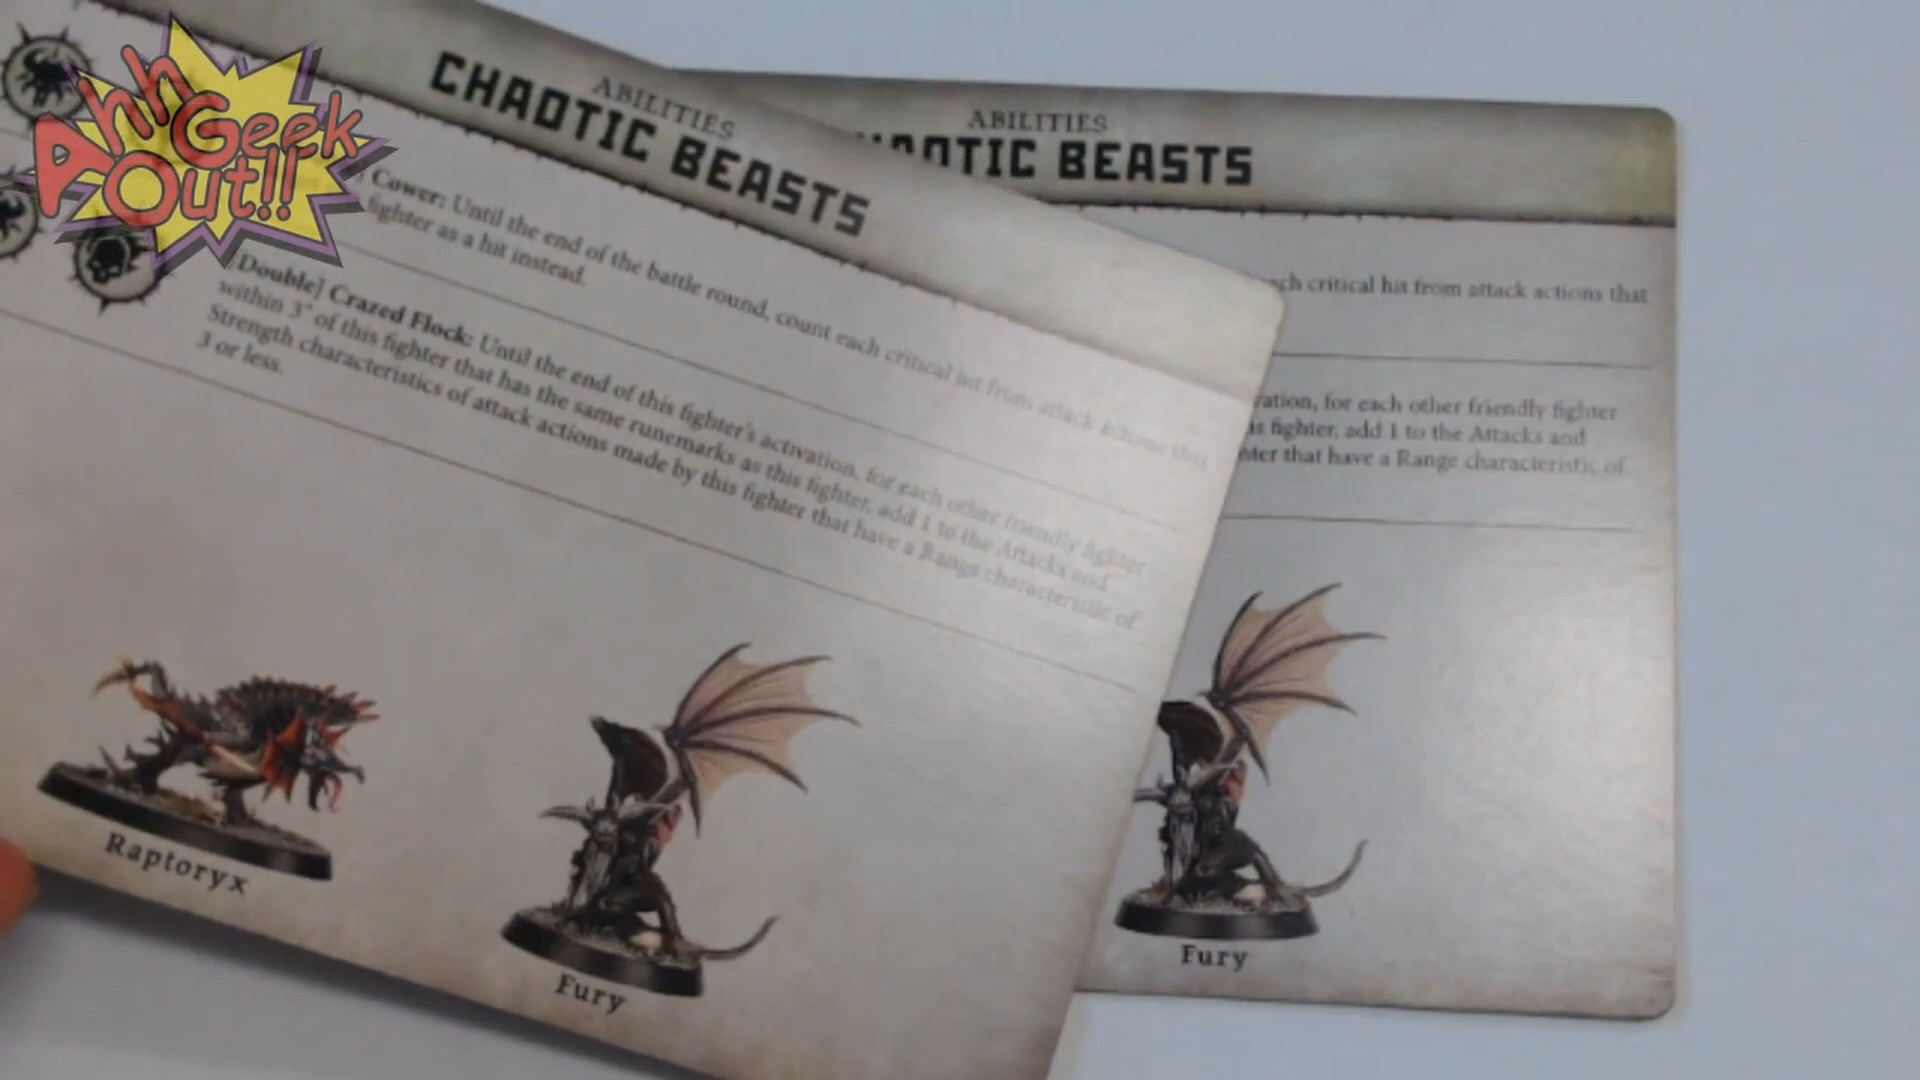 Ahh Geek Out!!
ABILITIES
CHAOTIC BEASTS
] Cower: Until the end of the battle round, count each critical hit from attack actions that
fighter as a hit instead.
[Double] Crazed Flock: Until the end of this fighter's activation, for each other friendly fighter
within 3" of this fighter that has the same runemarks as this fighter, add 1 to the Attacks and
Strength characteristics of attack actions made by this fighter that have a Range characteristic of
3 or less.
Raptoryx
Fury
ABILITIES
HAOTIC BEASTS
ch critical hit from attack actions that
ation, for each other friendly fighter
is fighter, add 1 to the Attacks and
hter that have a Range characteristic of
Fury